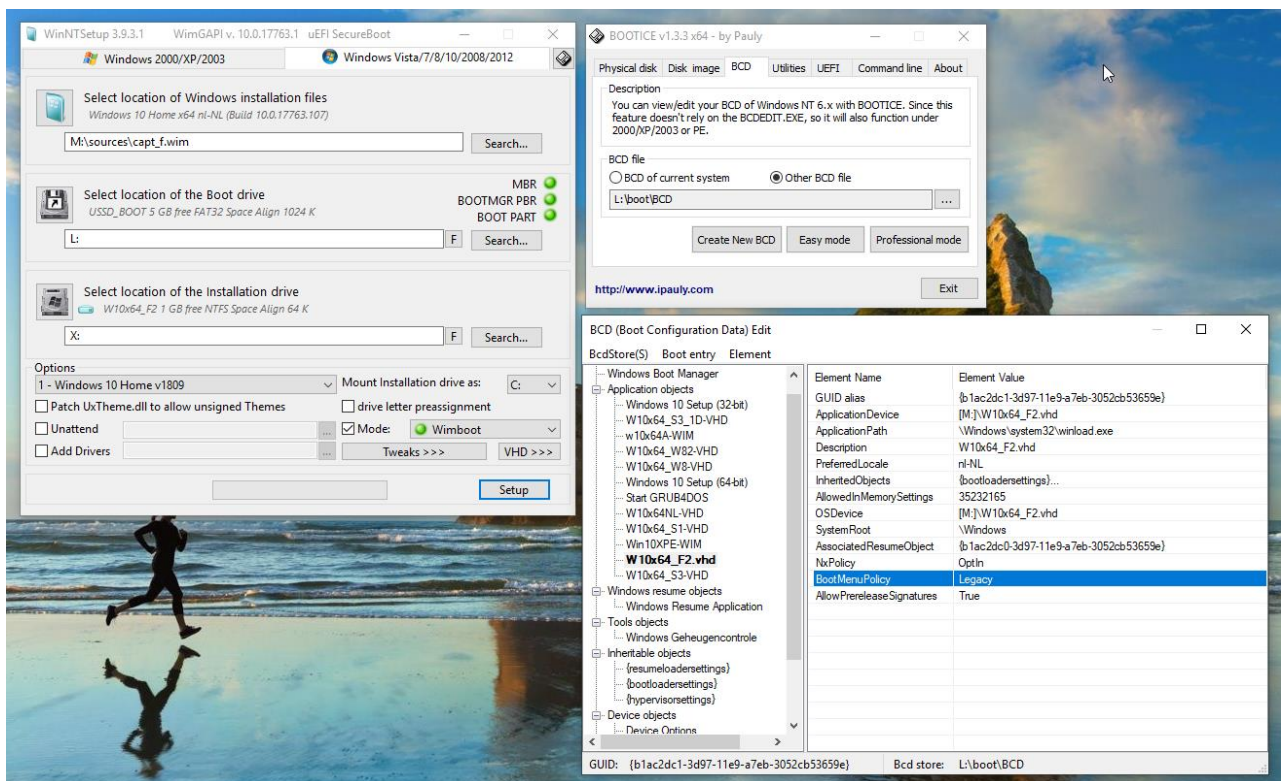 WinNTSetup 3.9.3.1 WimGAPI v. 10.0.17763.1 uEFI SecureBoot
Windows 2000/XP/2003
Windows Vista/7/8/10/2008/2012
Select location of Windows installation files
Windows 10 Home x64 nl-NL (Build 10.0.17763.107)
M:\sources\capt_f.wim
Search...
Select location of the Boot drive
USSD_BOOT 5 GB free FAT32 Space Align 1024 K
MBR
BOOTMGR PBR
BOOT PART
L:
F
Search...
Select location of the Installation drive
W10x64_F2 1 GB free NTFS Space Align 64 K
X:
F
Search...
Options
1 - Windows 10 Home v1809
Mount Installation drive as: C:
Patch UxTheme.dll to allow unsigned Themes
drive letter preassignment
Unattend
...
Mode: Wimboot
Add Drivers
...
Tweaks >>>
VHD >>>
Setup
BOOTICE v1.3.3 x64 - by Pauly
Physical disk Disk image BCD Utilities UEFI Command line About
Description
You can view/edit your BCD of Windows NT 6.x with BOOTICE. Since this
feature doesn't rely on the BCDEDIT.EXE, so it will also function under
2000/XP/2003 or PE.
BCD file
BCD of current system
Other BCD file
L:\boot\BCD
...
Create New BCD
Easy mode
Professional mode
http://www.ipauly.com
Exit
BCD (Boot Configuration Data) Edit
BcdStore(S) Boot entry Element
Windows Boot Manager
Application objects
Windows 10 Setup (32-bit)
W10x64_S3_1D-VHD
w10x64A-WIM
W10x64_W82-VHD
W10x64_W8-VHD
Windows 10 Setup (64-bit)
Start GRUB4DOS
W10x64NL-VHD
W10x64_S1-VHD
Win10XPE-WIM
W10x64_F2.vhd
W10x64_S3-VHD
Windows resume objects
Windows Resume Application
Tools objects
Windows Geheugencontrole
Inheritable objects
{resumeloadersettings}
{bootloadersettings}
{hypervisorsettings}
Device objects
Device Options
Element Name Element Value
GUID alias {b1ac2dc1-3d97-11e9-a7eb-3052cb53659e}
ApplicationDevice [M:]\W10x64_F2.vhd
ApplicationPath \Windows\system32\winload.exe
Description W10x64_F2.vhd
PreferredLocale nl-NL
InheritedObjects {bootloadersettings}...
AllowedInMemorySettings 35232165
OSDevice [M:]\W10x64_F2.vhd
SystemRoot \Windows
AssociatedResumeObject {b1ac2dc0-3d97-11e9-a7eb-3052cb53659e}
NxPolicy OptIn
BootMenuPolicy Legacy
AllowPrereleaseSignatures True
GUID: {b1ac2dc1-3d97-11e9-a7eb-3052cb53659e} Bcd store: L:\boot\BCD